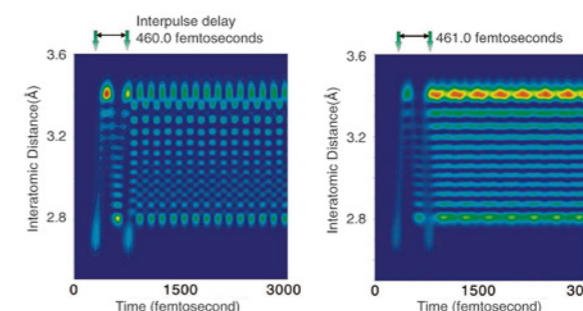 Interpulse delay
460.0 femtoseconds
3.6
3.2
2.8
Interatomic Distance(Å)
0
1500
3000
Time (femtosecond)
461.0 femtoseconds
3.6
3.2
2.8
Interatomic Distance(Å)
0
1500
30
Time (femtosecond)